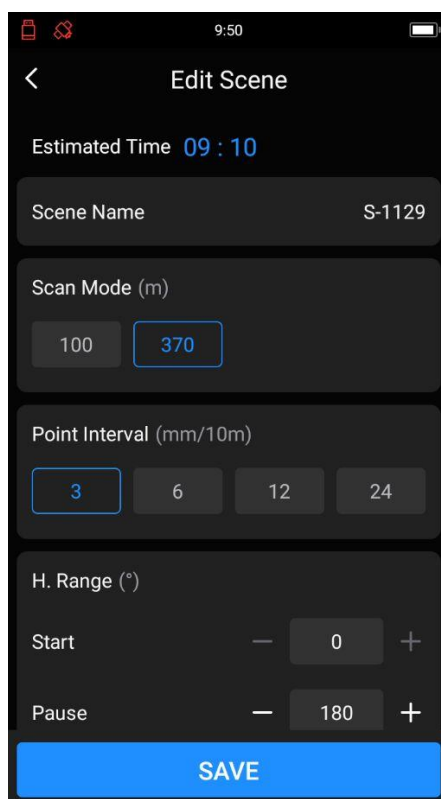 9:50
Edit Scene
Estimated Time 09 : 10
Scene Name S-1129
Scan Mode (m)
100 370
Point Interval (mm/10m)
3 6 12 24
H. Range (°)
Start − 0 +
Pause − 180 +
SAVE